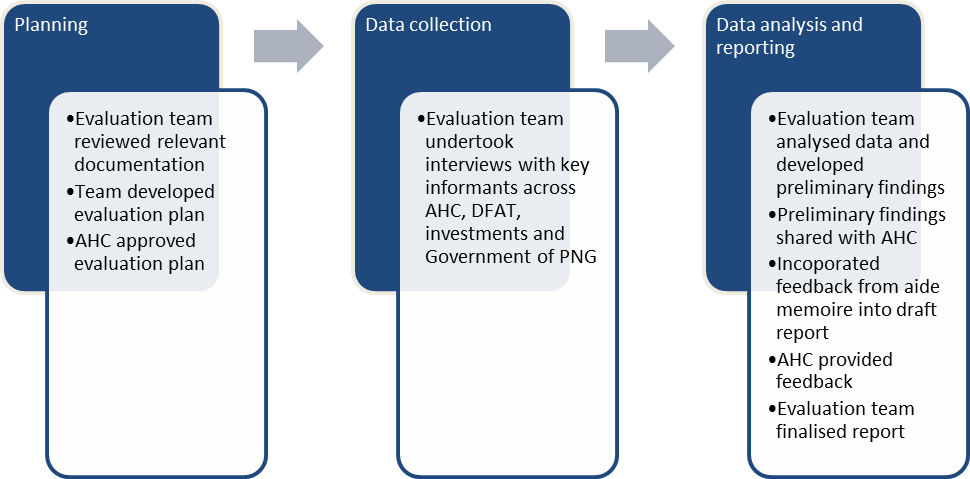 Planning
•Evaluation team
reviewed relevant
documentation
•Team developed
evaluation plan
•AHC approved
evaluation plan
Data collection
•Evaluation team
undertook
interviews with key
informants across
AHC, DFAT,
investments and
Government of PNG
Data analysis and
reporting
•Evaluation team
analysed data and
developed
preliminary findings
•Preliminary findings
shared with AHC
•Incoporated
feedback from aide
memoire into draft
report
•AHC provided
feedback
•Evaluation team
finalised report